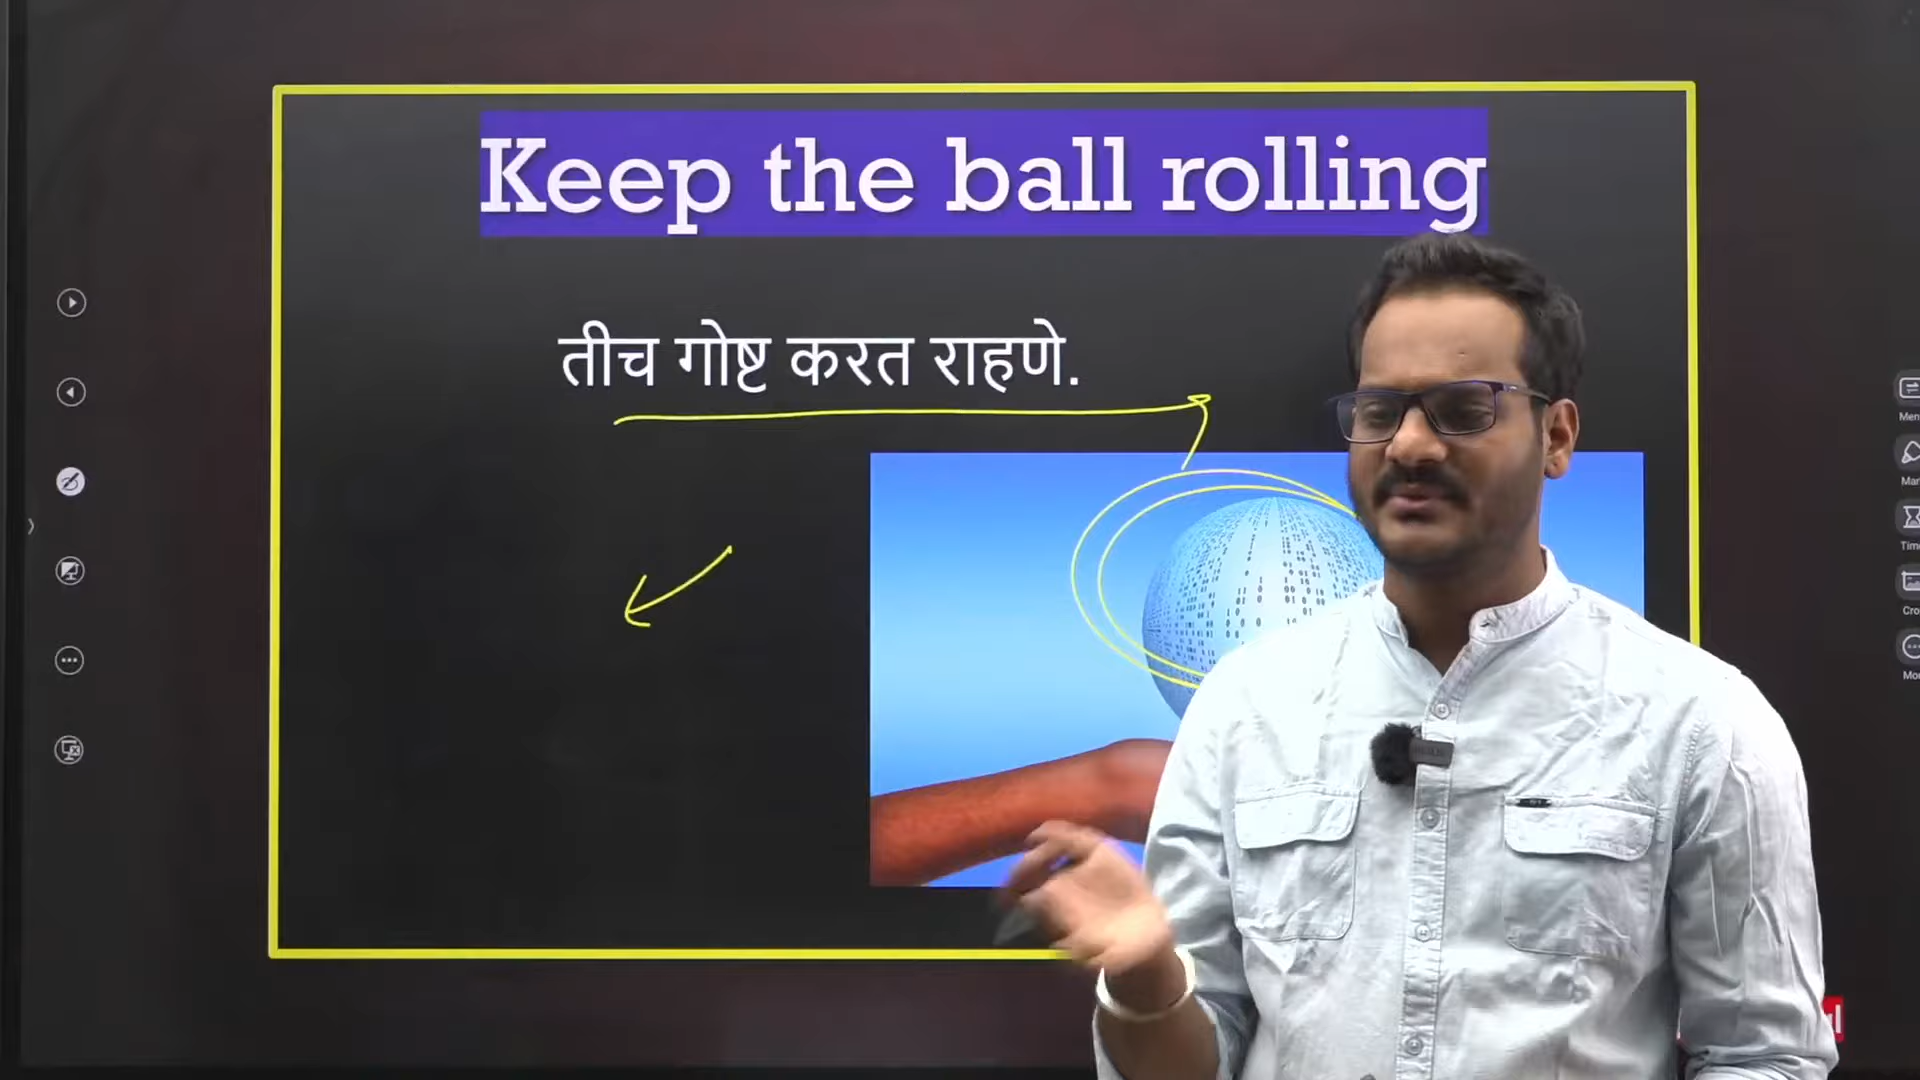 Keep the ball rolling
तीच गोष्ट करत राहणे.